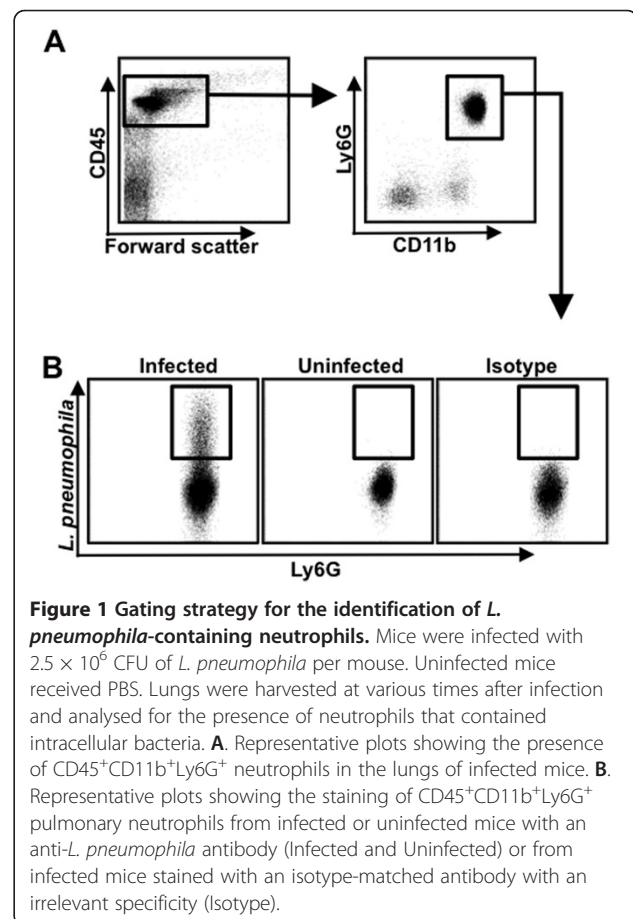 A
CD45
Forward scatter
Ly6G
CD11b
B
Infected Uninfected Isotype
L. pneumophila
Ly6G
Figure 1 Gating strategy for the identification of L.
pneumophila-containing neutrophils. Mice were infected with
2.5 × 10⁶ CFU of L. pneumophila per mouse. Uninfected mice
received PBS. Lungs were harvested at various times after infection
and analysed for the presence of neutrophils that contained
intracellular bacteria. A. Representative plots showing the presence
of CD45⁺CD11b⁺Ly6G⁺ neutrophils in the lungs of infected mice. B.
Representative plots showing the staining of CD45⁺CD11b⁺Ly6G⁺
pulmonary neutrophils from infected or uninfected mice with an
anti-L. pneumophila antibody (Infected and Uninfected) or from
infected mice stained with an isotype-matched antibody with an
irrelevant specificity (Isotype).